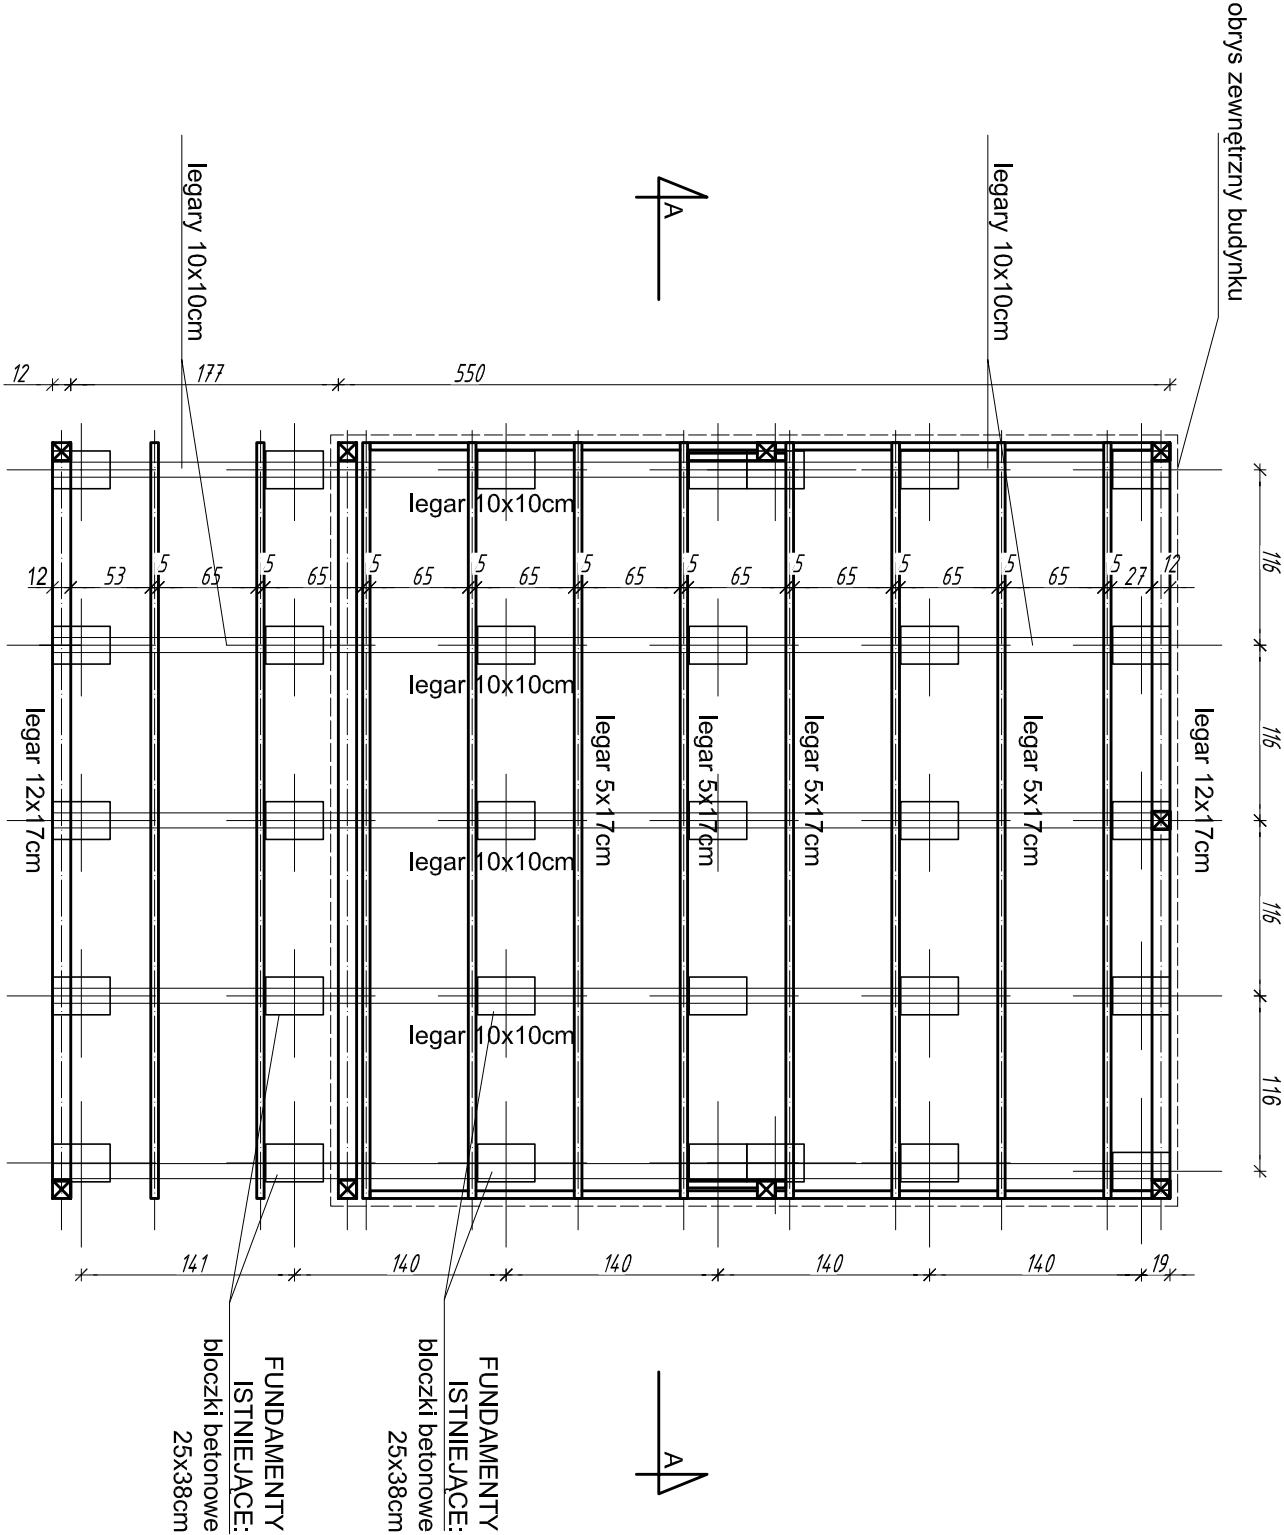 obrys zewnętrzny budynku
legary 10x10cm
legary 10x10cm
A
12
177
550
legar 10x10cm
12
53
5
65
5
65
5
65
5
65
5
65
5
65
5
65
5
65
5
65
5
27
12
116
116
116
116
legar 10x10cm
legar 12x17cm
legar 5x17cm
legar 5x17cm
legar 5x17cm
legar 5x17cm
legar 12x17cm
legar 10x10cm
legar 10x10cm
141
140
140
140
140
19
FUNDAMENTY
ISTNIEJĄCE:
bloczki betonowe
25x38cm
FUNDAMENTY
ISTNIEJĄCE:
bloczki betonowe
25x38cm
A